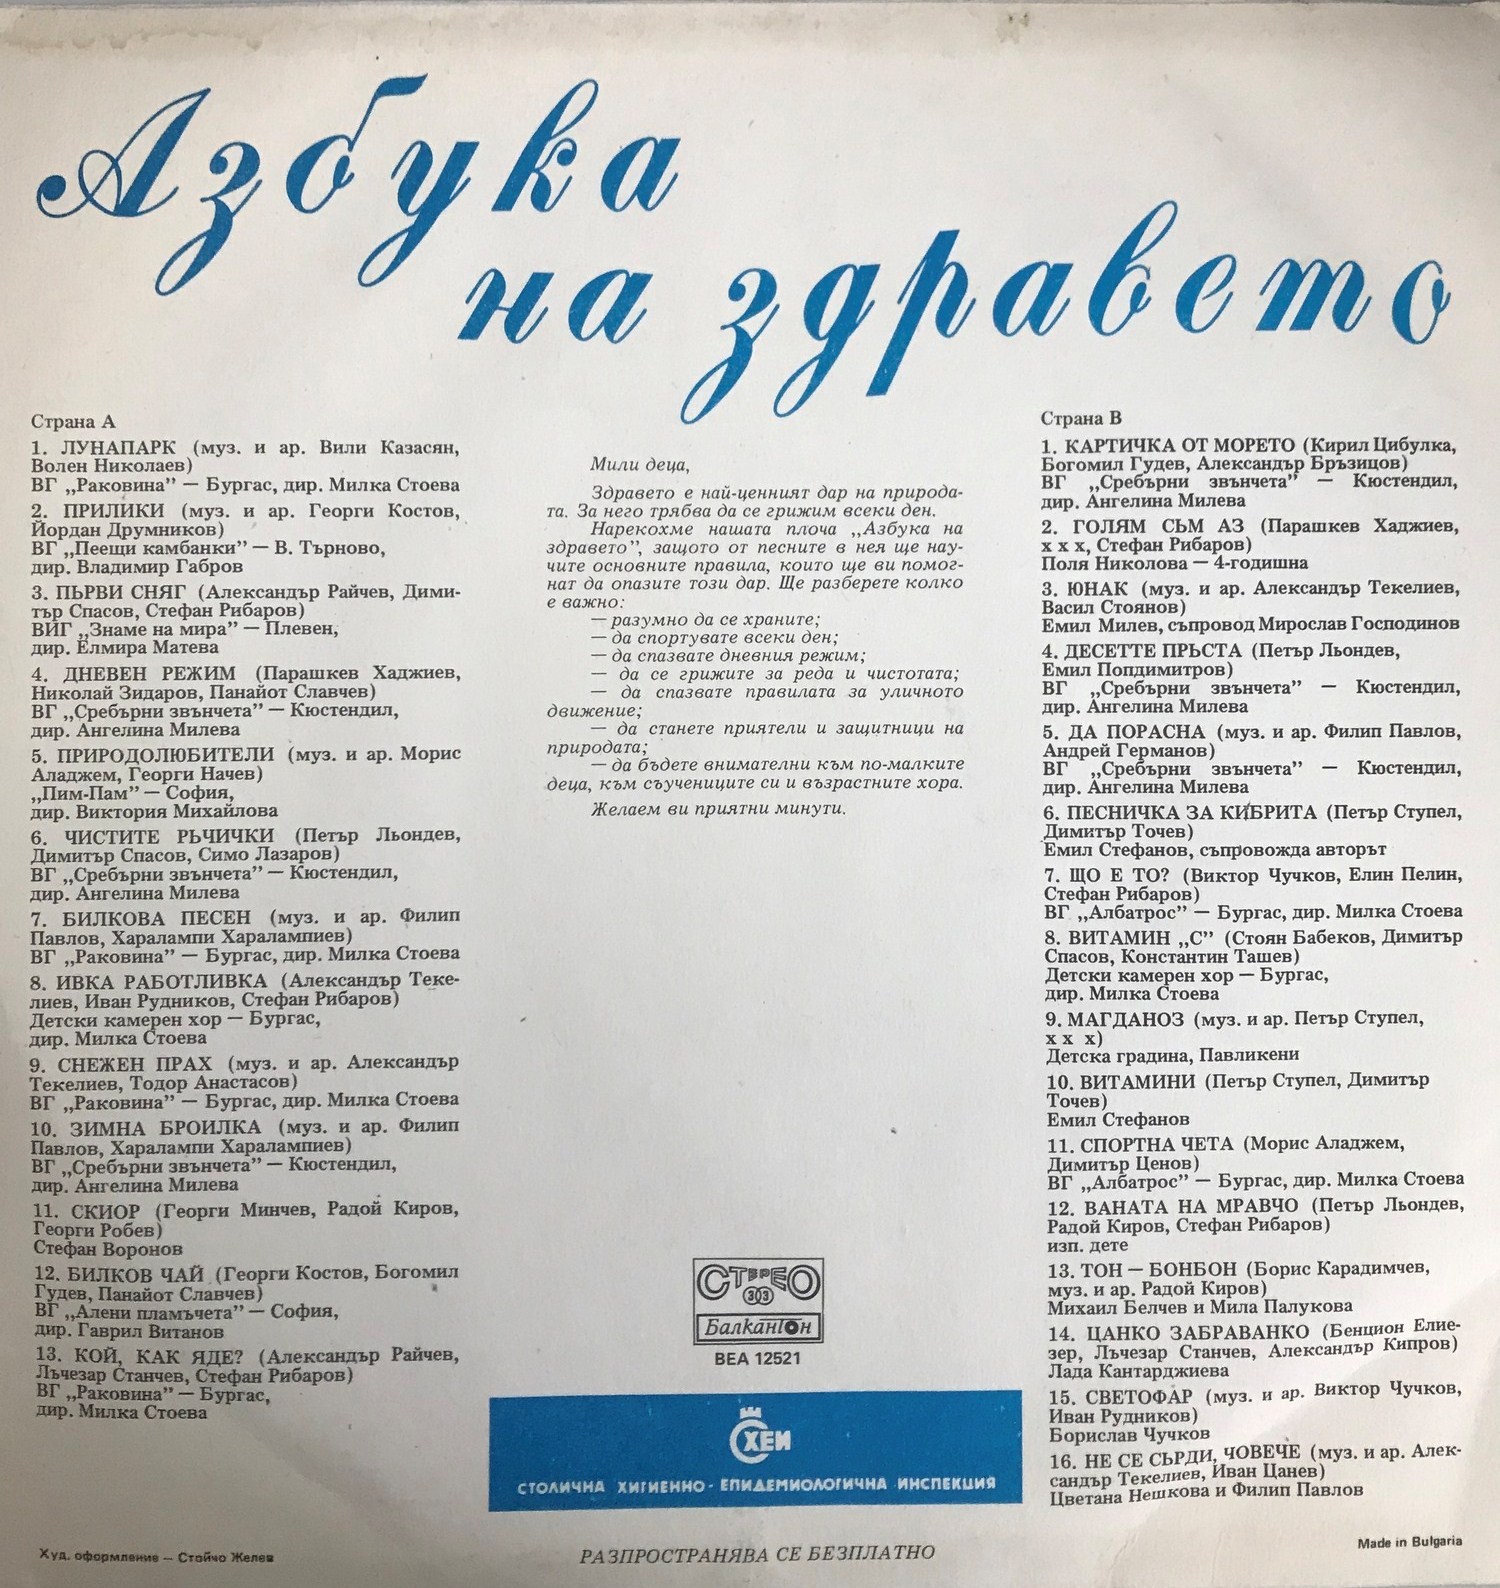 Азбука
на здравето
Страна А
1. ЛУНАПАРК (муз. и ар. Вили Казасян,
Волен Николаев)
ВГ „Раковина” — Бургас, дир. Милка Стоева
2. ПРИЛИКИ (муз. и ар. Георги Костов,
Йордан Друмников)
ВГ „Пеещи камбанки” — В. Търново,
дир. Владимир Габров
3. ПЪРВИ СНЯГ (Александър Райчев, Дими-
тър Спасов, Стефан Рибаров)
ВИГ „Знаме на мира” — Плевен,
дир. Елмира Матева
4. ДНЕВЕН РЕЖИМ (Парашкев Хаджиев,
Николай Зидаров, Панайот Славчев)
ВГ „Сребърни звънчета” — Кюстендил,
дир. Ангелина Милева
5. ПРИРОДОЛЮБИТЕЛИ (муз. и ар. Морис
Аладжем, Георги Начев)
„Пим-Пам” — София,
дир. Виктория Михайлова
6. ЧИСТИТЕ РЪЧИЧКИ (Петър Льондев,
Димитър Спасов, Симо Лазаров)
ВГ „Сребърни звънчета” — Кюстендил,
дир. Ангелина Милева
7. БИЛКОВА ПЕСЕН (муз. и ар. Филип
Павлов, Харалампи Харалампиев)
ВГ „Раковина” — Бургас, дир. Милка Стоева
8. ИВКА РАБОТЛИВКА (Александър Теке-
лиев, Иван Рудников, Стефан Рибаров)
Детски камерен хор — Бургас,
дир. Милка Стоева
9. СНЕЖЕН ПРАХ (муз. и ар. Александър
Текелиев, Тодор Анастасов)
ВГ „Раковина” — Бургас, дир. Милка Стоева
10. ЗИМНА БРОИЛКА (муз. и ар. Филип
Павлов, Харалампи Харалампиев)
ВГ „Сребърни звънчета” — Кюстендил,
дир. Ангелина Милева
11. СКИОР (Георги Минчев, Радой Киров,
Георги Робев)
Стефан Воронов
12. БИЛКОВ ЧАЙ (Георги Костов, Богомил
Гудев, Панайот Славчев)
ВГ „Алени пламъчета” — София,
дир. Гаврил Витанов
13. КОЙ, КАК ЯДЕ? (Александър Райчев,
Лъчезар Станчев, Стефан Рибаров)
ВГ „Раковина” — Бургас,
дир. Милка Стоева
Мили деца,
Здравето е най-ценният дар на природа-
та. За него трябва да се грижим всеки ден.
Нарекохме нашата плоча „Азбука на
здравето”, защото от песните в нея ще нау-
чите основните правила, които ще ви помог-
нат да опазите този дар. Ще разберете колко
е важно:
— разумно да се храните;
— да спортувате всеки ден;
— да спазвате дневния режим;
— да се грижите за реда и чистотата;
— да спазвате правилата за уличното
движение;
— да станете приятели и защитници на
природата;
— да бъдете внимателни към по-малките
деца, към съучениците си и възрастните хора.
Желаем ви приятни минути.
Страна В
1. КАРТИЧКА ОТ МОРЕТО (Кирил Цибулка,
Богомил Гудев, Александър Бръзицов)
ВГ „Сребърни звънчета” — Кюстендил,
дир. Ангелина Милева
2. ГОЛЯМ СЪМ АЗ (Парашкев Хаджиев,
х х х, Стефан Рибаров)
Поля Николова — 4-годишна
3. ЮНАК (муз. и ар. Александър Текелиев,
Васил Стоянов)
Емил Милев, съпровод Мирослав Господинов
4. ДЕСЕТТЕ ПРЪСТА (Петър Льондев,
Емил Попдимитров)
ВГ „Сребърни звънчета” — Кюстендил,
дир. Ангелина Милева
5. ДА ПОРАСНА (муз. и ар. Филип Павлов,
Андрей Германов)
ВГ „Сребърни звънчета” — Кюстендил,
дир. Ангелина Милева
6. ПЕСНИЧКА ЗА КИБРИТА (Петър Ступел,
Димитър Точев)
Емил Стефанов, съпровожда авторът
7. ЩО Е ТО? (Виктор Чучков, Елин Пелин,
Стефан Рибаров)
ВГ „Албатрос” — Бургас, дир. Милка Стоева
8. ВИТАМИН „С” (Стоян Бабеков, Димитър
Спасов, Константин Ташев)
Детски камерен хор — Бургас,
дир. Милка Стоева
9. МАГДАНОЗ (муз. и ар. Петър Ступел,
х х х)
Детска градина, Павликени
10. ВИТАМИНИ (Петър Ступел, Димитър
Точев)
Емил Стефанов
11. СПОРТНА ЧЕТА (Морис Аладжем,
Димитър Ценов)
ВГ „Албатрос” — Бургас, дир. Милка Стоева
12. ВАНАТА НА МРАВЧО (Петър Льондев,
Радой Киров, Стефан Рибаров)
изп. дете
13. ТОН — БОНБОН (Борис Карадимчев,
муз. и ар. Радой Киров)
Михаил Белчев и Мила Палукова
14. ЦАНКО ЗАБРАВАНКО (Бенцион Елие-
зер, Лъчезар Станчев, Александър Кипров)
Лада Кантарджиева
15. СВЕТОФАР (муз. и ар. Виктор Чучков,
Иван Рудников)
Борислав Чучков
16. НЕ СЕ СЪРДИ, ЧОВЕЧЕ (муз. и ар. Алек-
сандър Текелиев, Иван Цанев)
Цветана Нешкова и Филип Павлов
СТЕРЕО
303
Балкантон
ВЕА 12521
СХЕИ
СТОЛИЧНА ХИГИЕННО - ЕПИДЕМИОЛОГИЧНА ИНСПЕКЦИЯ
Худ. оформление — Стойчо Желев
РАЗПРОСТРАНЯВА СЕ БЕЗПЛАТНО
Made in Bulgaria